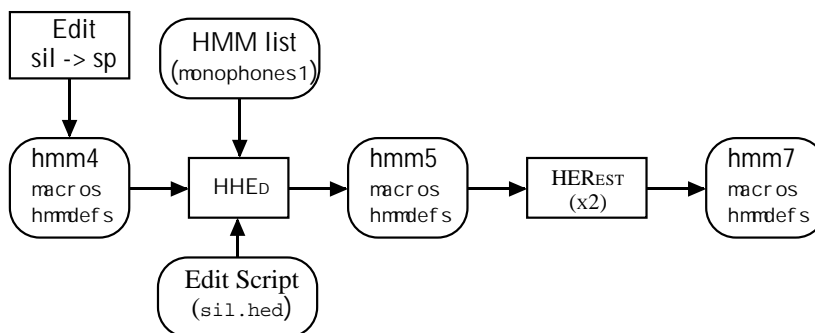 Edit
sil -> sp
HMM list
(monophones1)
hmm4
macros
hmmdefs
HHED
hmm5
macros
hmmdefs
HEREST
(x2)
hmm7
macros
hmmdefs
Edit Script
(sil.hed)